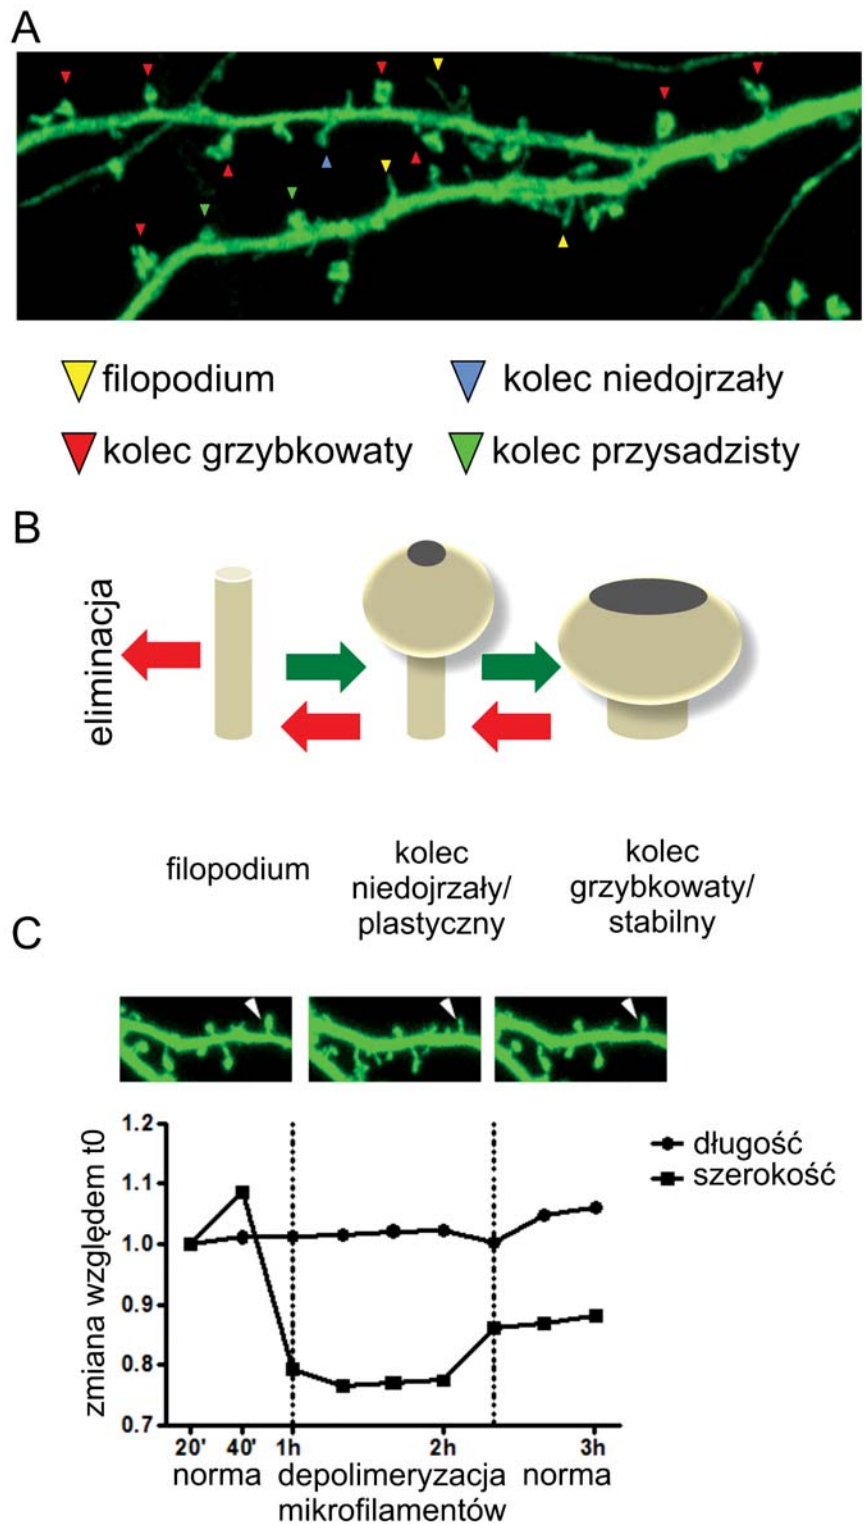 A
filopodium
kolec niedojrzały
kolec grzybkowaty
kolec przysadzisty
B
eliminacja
filopodium
kolec
niedojrzały/
plastyczny
kolec
grzybkowaty/
stabilny
C
zmiana względem t0
1.2
1.1
1.0
0.9
0.8
0.7
długość
szerokość
20' 40' 1h 2h 3h
norma depolimeryzacja norma
mikrofilamentów